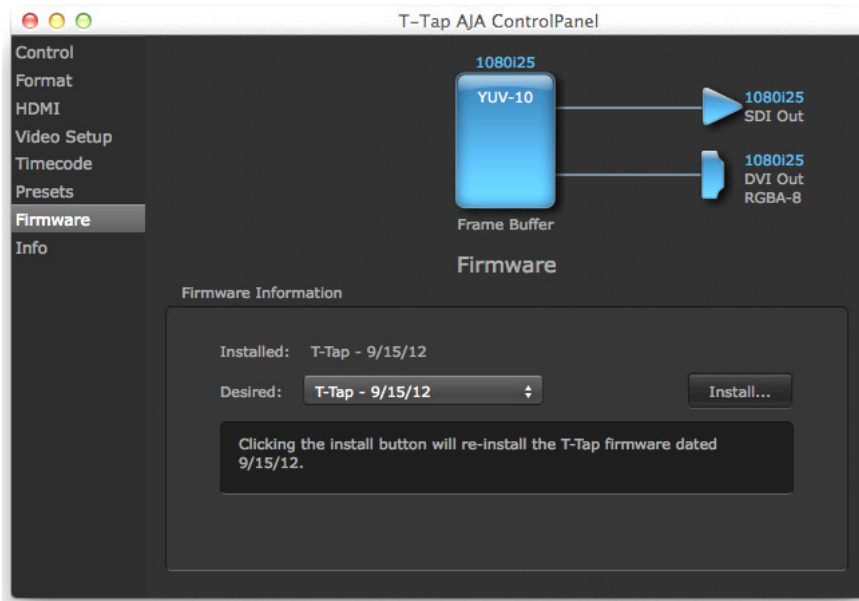 T-Tap AJA ControlPanel
Control
Format
HDMI
Video Setup
Timecode
Presets
Firmware
Info
1080i25
YUV-10
Frame Buffer
1080i25
SDI Out
1080i25
DVI Out
RGBA-8
Firmware
Firmware Information
Installed: T-Tap - 9/15/12
Desired: T-Tap - 9/15/12 Install...
Clicking the install button will re-install the T-Tap firmware dated
9/15/12.